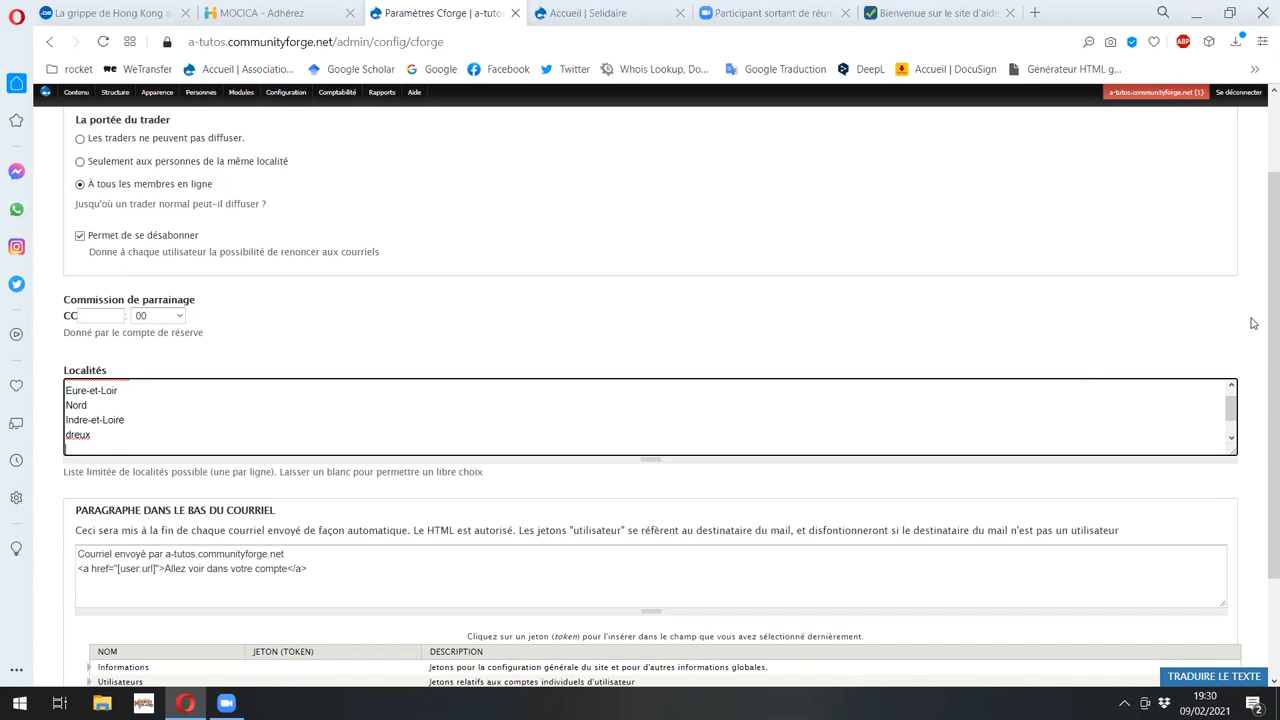 La grippe de Hong Kong a
MOCICA - Adhérez
Paramètres Cforge | a-tutos
Accueil | Selidaire
Participant sortant de réun
Bienvenue sur le site d'aide
a-tutos.communityforge.net/admin/config/cforge
ABP
rocket
WeTransfer
Accueil | Associatio...
Google Scholar
Google
Facebook
Twitter
Whois Lookup, Do...
Google Traduction
DeepL
Accueil | DocuSign
Générateur HTML g...
Contenu
Structure
Apparence
Personnes
Modules
Configuration
Comptabilité
Rapports
Aide
a-tutos.communityforge.net (1)
Se déconnecter
La portée du trader
Les traders ne peuvent pas diffuser.
Seulement aux personnes de la même localité
À tous les membres en ligne
Jusqu'où un trader normal peut-il diffuser ?
Permet de se désabonner
Donne à chaque utilisateur la possibilité de renoncer aux courriels
Commission de parrainage
CC : 00
Donné par le compte de réserve
Localités
Eure-et-Loir
Nord
Indre-et-Loire
dreux
Liste limitée de localités possible (une par ligne). Laisser un blanc pour permettre un libre choix
PARAGRAPHE DANS LE BAS DU COURRIEL
Ceci sera mis à la fin de chaque courriel envoyé de façon automatique. Le HTML est autorisé. Les jetons "utilisateur" se réfèrent au destinataire du mail, et disfontionneront si le destinataire du mail n'est pas un utilisateur
Courriel envoyé par a-tutos.communityforge.net
<a href="[user:url]">Allez voir dans votre compte</a>
Cliquez sur un jeton (token) pour l'insérer dans le champ que vous avez sélectionné dernièrement.
NOM
JETON (TOKEN)
DESCRIPTION
Informations
Jetons pour la configuration générale du site et pour d'autres informations globales.
Utilisateurs
Jetons relatifs aux comptes individuels d'utilisateur
TRADUIRE LE TEXTE
19:30
09/02/2021
2